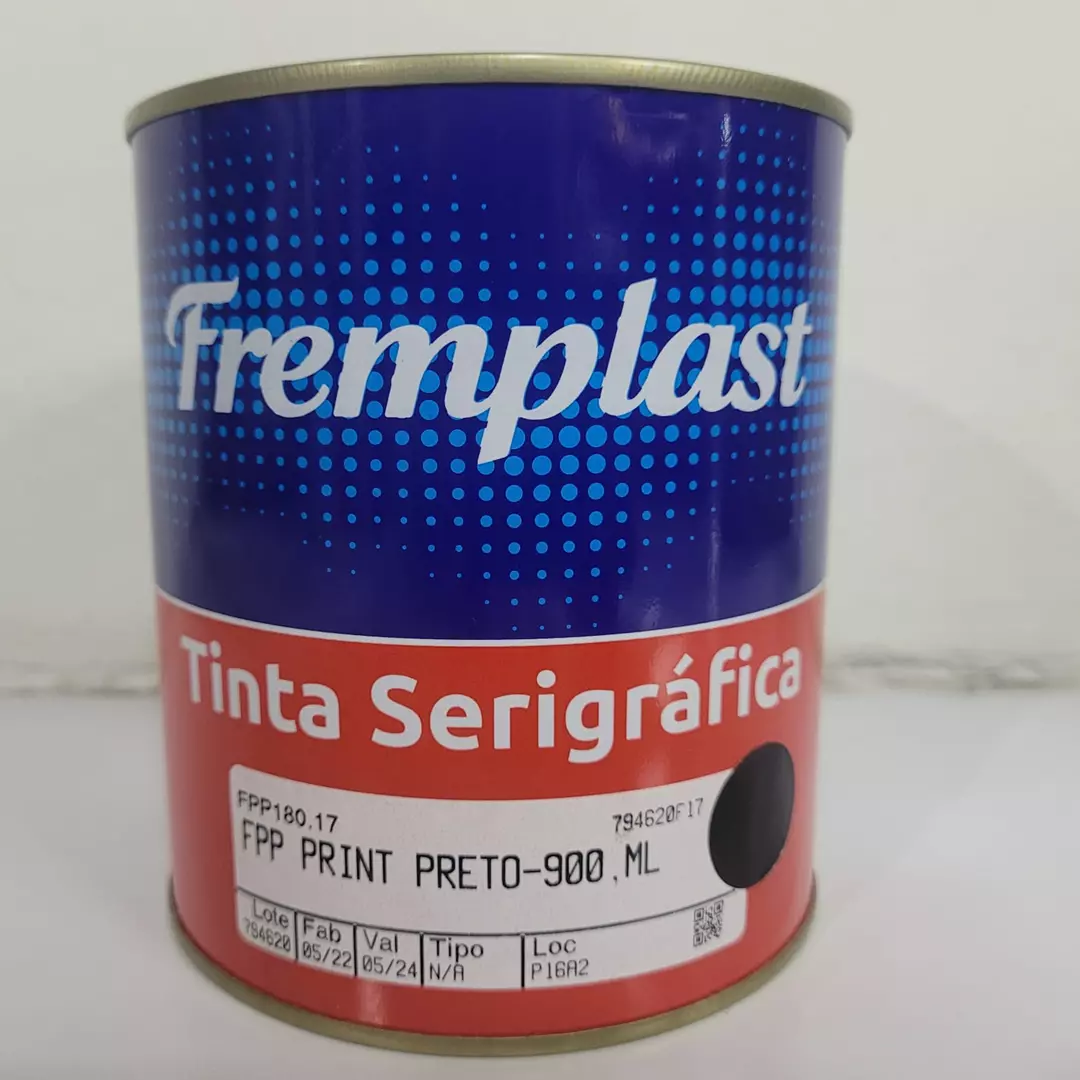 Fremplast
Tinta Serigráfica
FPP180.17 794620F17
FPP PRINT PRETO-900.ML
Lote Fab Val Tipo Loc
794620 05/22 05/24 N/A P16A2